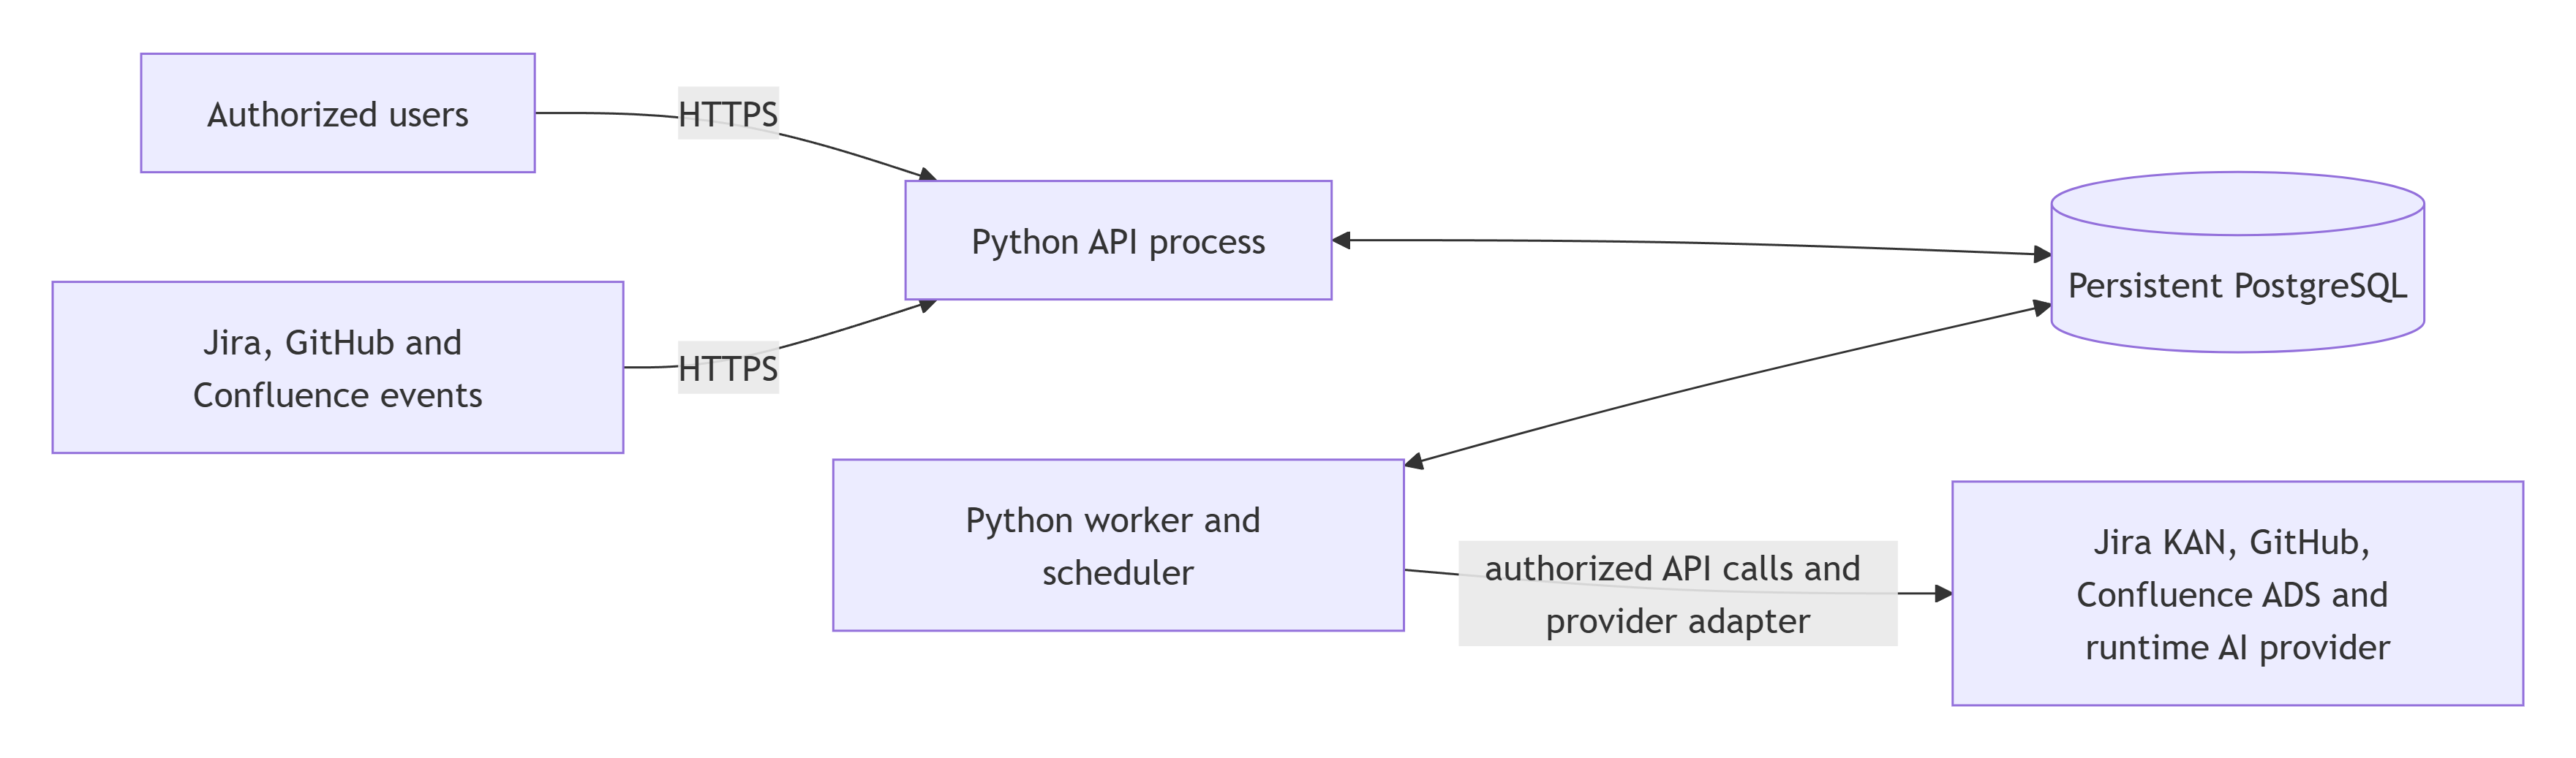 Authorized users
HTTPS
Python API process
Persistent PostgreSQL
Jira, GitHub and
Confluence events
HTTPS
Python worker and
scheduler
authorized API calls and
provider adapter
Jira KAN, GitHub,
Confluence ADS and
runtime AI provider